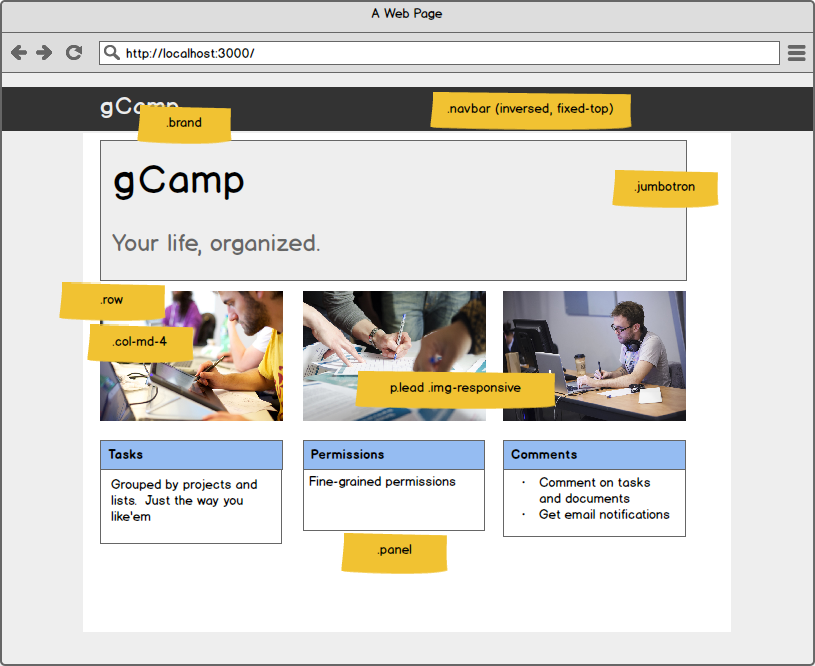 A Web Page
http://localhost:3000/
gCamp
.brand
.navbar (inversed, fixed-top)
gCamp
.jumbotron
Your life, organized.
.row
.col-md-4
p.lead .img-responsive
Tasks
Grouped by projects and
lists. Just the way you
like'em
Permissions
Fine-grained permissions
Comments
· Comment on tasks
and documents
· Get email notifications
.panel